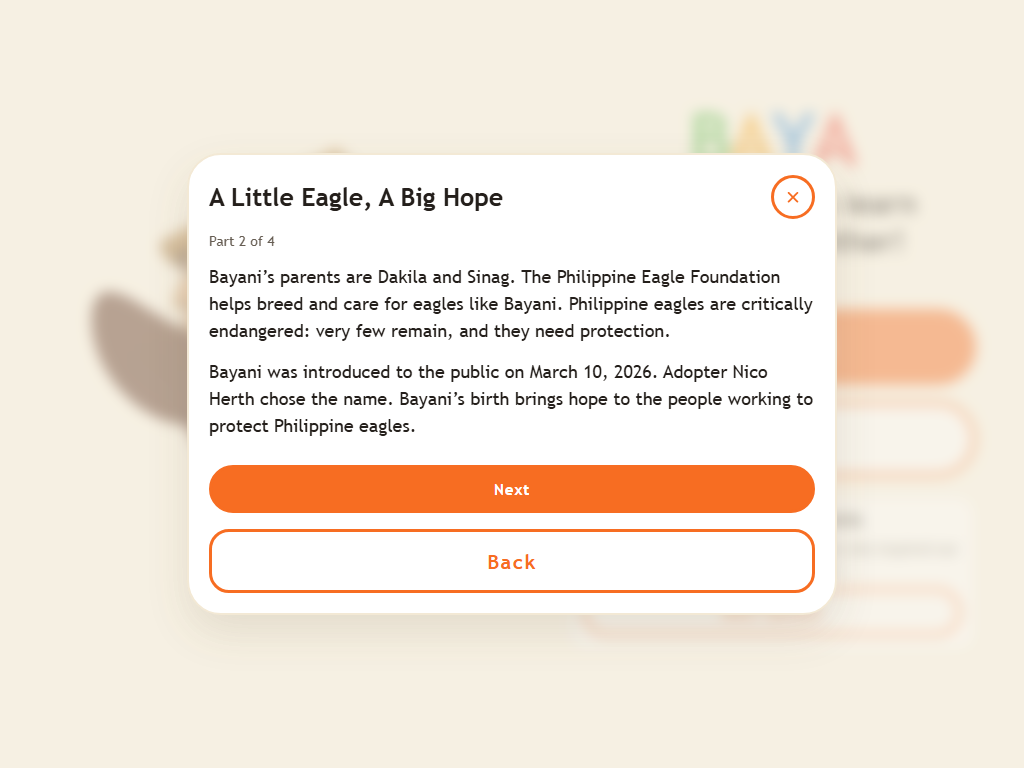 BAYA
A Little Eagle, A Big Hope
Part 2 of 4
Bayani’s parents are Dakila and Sinag. The Philippine Eagle Foundation
helps breed and care for eagles like Bayani. Philippine eagles are critically
endangered: very few remain, and they need protection.
Bayani was introduced to the public on March 10, 2026. Adopter Nico
Herth chose the name. Bayani’s birth brings hope to the people working to
protect Philippine eagles.
Next
Back